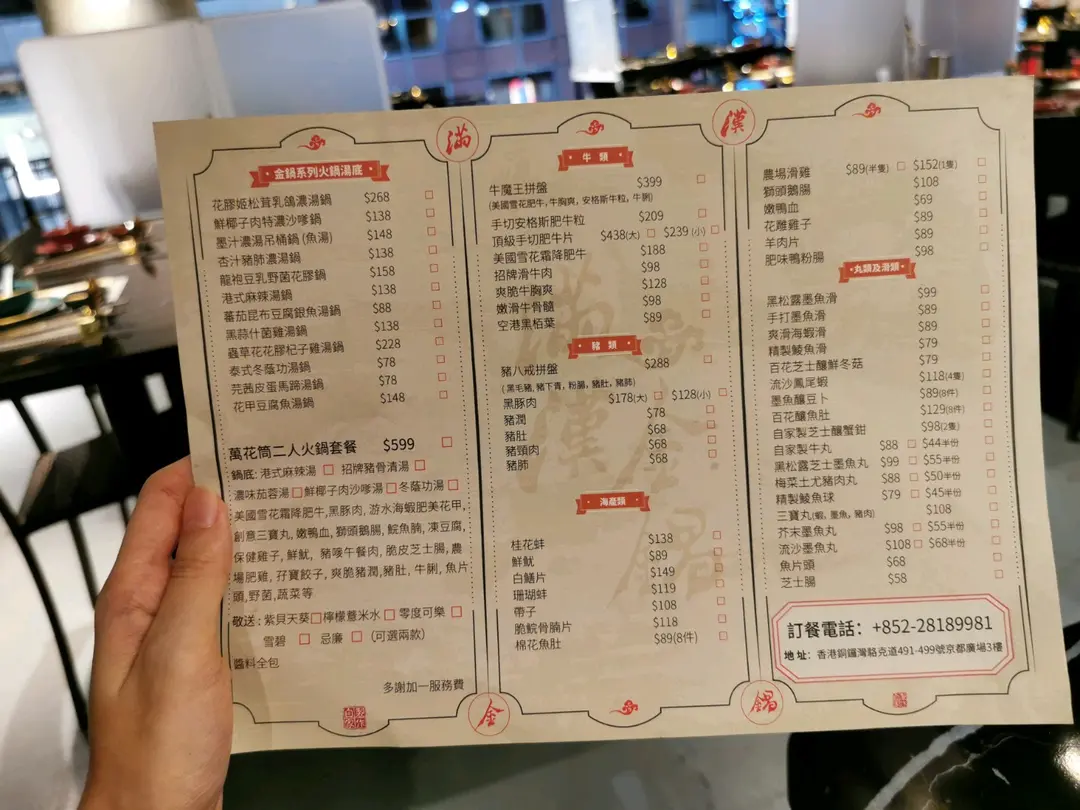 滿
漢
金鍋系列火鍋湯底
花膠姬松茸乳鴿濃湯鍋 $268
鮮椰子肉特濃沙嗲鍋 $138
墨汁濃湯吊桶鍋 (魚湯) $148
杏汁豬肺濃湯鍋 $138
龍袍豆乳野菌花膠鍋 $158
港式麻辣湯鍋 $138
蕃茄昆布豆腐銀魚湯鍋 $88
黑蒜什菌雞湯鍋 $138
蟲草花花膠杞子雞湯鍋 $228
泰式冬蔭功湯鍋 $78
芫茜皮蛋馬蹄湯鍋 $78
花甲豆腐魚湯鍋 $148
萬花筒二人火鍋套餐 $599
鍋底: 港式麻辣湯 招牌豬骨清湯
濃味茄蓉湯 鮮椰子肉沙嗲湯 冬蔭功湯
美國雪花霜降肥牛,黑豚肉, 游水海蝦肥美花甲,
創意三寶丸, 嫩鴨血, 獅頭鵝腸, 鯇魚腩, 凍豆腐,
保健雞子, 鮮魷, 豬嘜午餐肉, 脆皮芝士腸, 農
場肥雞, 孖寶餃子, 爽脆豬潤,豬肚, 牛脷, 魚片
頭,野菌,蔬菜等
敬送 : 紫貝天葵 檸檬薏米水 零度可樂
雪碧 忌廉 (可選兩款)
醬料全包
多謝加一服務費
牛 類
牛魔王拼盤 $399
(美國雪花肥牛, 牛胸爽, 安格斯牛粒, 牛脷)
手切安格斯肥牛粒 $209
頂級手切肥牛片 $438(大) $239 (小)
美國雪花霜降肥牛 $188
招牌滑牛肉 $98
爽脆牛胸爽 $128
嫩滑牛骨髓 $98
空港黑栢葉 $89
豬 類
豬八戒拼盤 $288
( 黑毛豬, 豬下青, 粉腸, 豬肚, 豬肺)
黑豚肉 $178(大) $128(小)
豬潤 $78
豬肚 $68
豬頸肉 $68
豬肺 $68
海產類
桂花蚌 $138
鮮魷 $89
白鱔片 $149
珊瑚蚌 $119
帶子 $108
脆鯇骨腩片 $118
棉花魚肚 $89(8件)
農場滑雞 $89(半隻) $152(1隻)
獅頭鵝腸 $108
嫩鴨血 $69
花雕雞子 $89
羊肉片 $89
肥味鴨粉腸 $98
丸類及滑類
黑松露墨魚滑 $99
手打墨魚滑 $89
爽滑海蝦滑 $89
精製鯪魚滑 $79
百花芝士釀鮮冬菇 $79
流沙鳳尾蝦 $118(4隻)
墨魚釀豆卜 $89(8件)
百花釀魚肚 $129(8件)
自家製芝士釀蟹鉗 $98(2隻)
自家製牛丸 $88 $44半份
黑松露芝士墨魚丸 $99 $55半份
梅菜土尤豬肉丸 $88 $50半份
精製鯪魚球 $79 $45半份
三寶丸(蝦, 墨魚, 豬肉) $108
芥末墨魚丸 $98 $55半份
流沙墨魚丸 $108 $68半份
魚片頭 $68
芝士腸 $58
訂餐電話： +852-28189981
地 址： 香港銅鑼灣駱克道491-499號京都廣場3樓
金
鍋